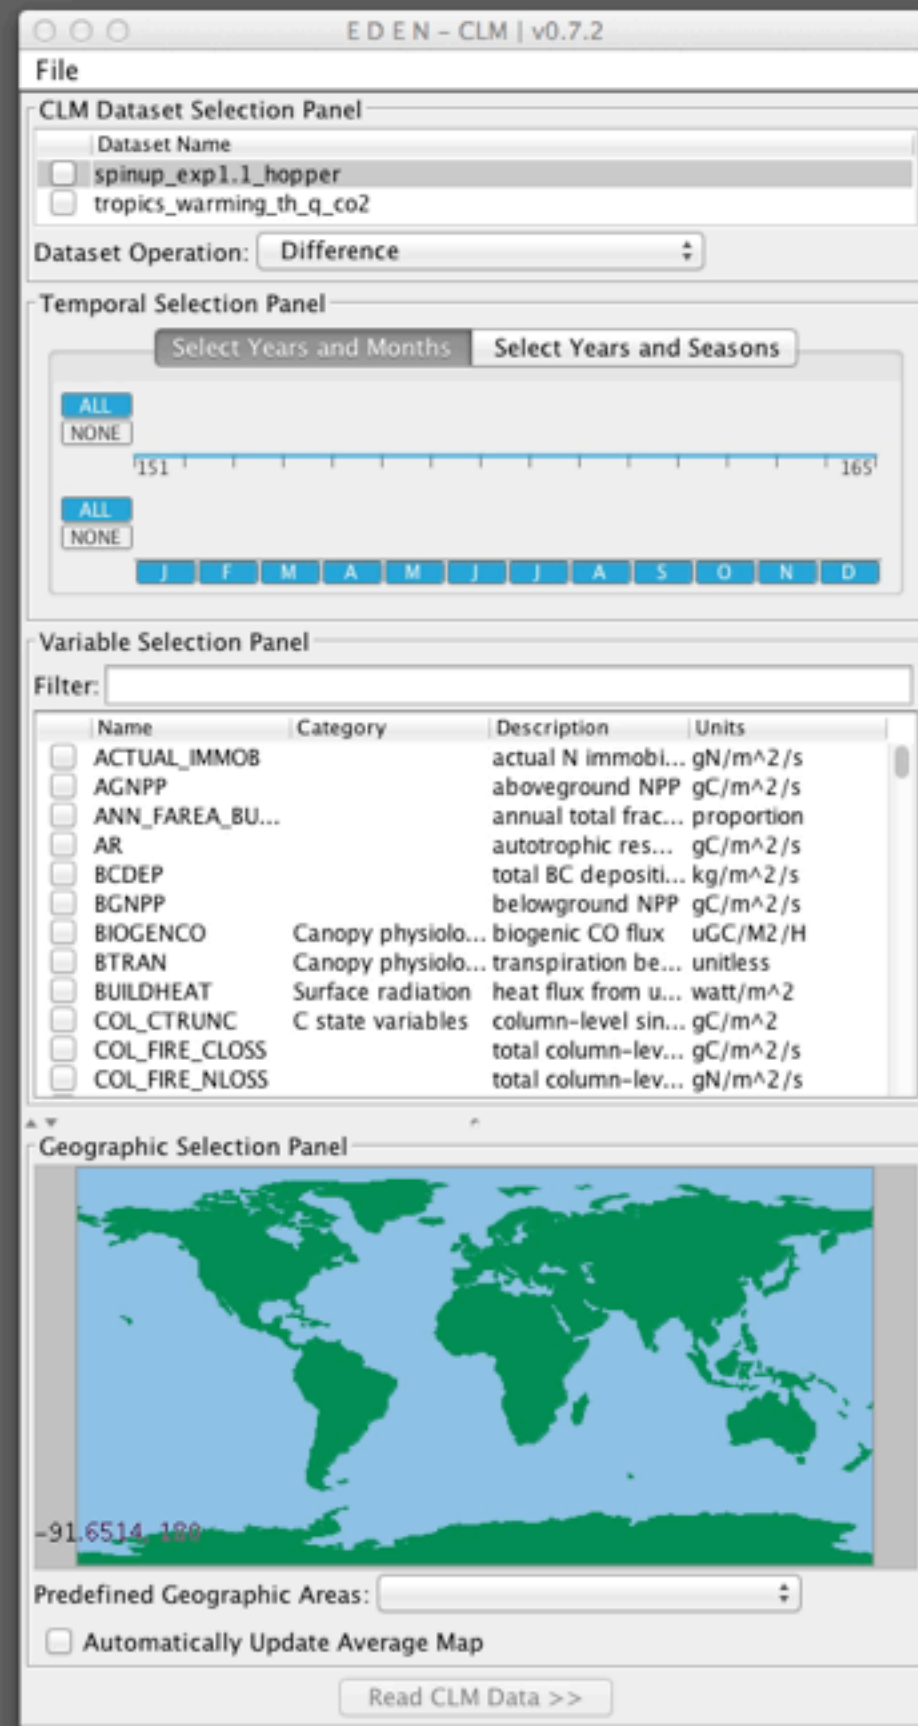 E D E N – CLM | v0.7.2
File
CLM Dataset Selection Panel
Dataset Name
spinup_exp1.1_hopper
tropics_warming_th_q_co2
Dataset Operation: Difference
Temporal Selection Panel
Select Years and Months Select Years and Seasons
ALL
NONE
151 165
ALL
NONE
J F M A M J J A S O N D
Variable Selection Panel
Filter:
Name Category Description Units
ACTUAL_IMMOB actual N immobi... gN/m^2/s
AGNPP aboveground NPP gC/m^2/s
ANN_FAREA_BU... annual total frac... proportion
AR autotrophic res... gC/m^2/s
BCDEP total BC depositi... kg/m^2/s
BGNPP belowground NPP gC/m^2/s
BIOGENCO Canopy physiolo... biogenic CO flux uGC/M2/H
BTRAN Canopy physiolo... transpiration be... unitless
BUILDHEAT Surface radiation heat flux from u... watt/m^2
COL_CTRUNC C state variables column-level sin... gC/m^2
COL_FIRE_CLOSS total column-lev... gC/m^2/s
COL_FIRE_NLOSS total column-lev... gN/m^2/s
Geographic Selection Panel
-91.6514, 180
Predefined Geographic Areas:
Automatically Update Average Map
Read CLM Data >>